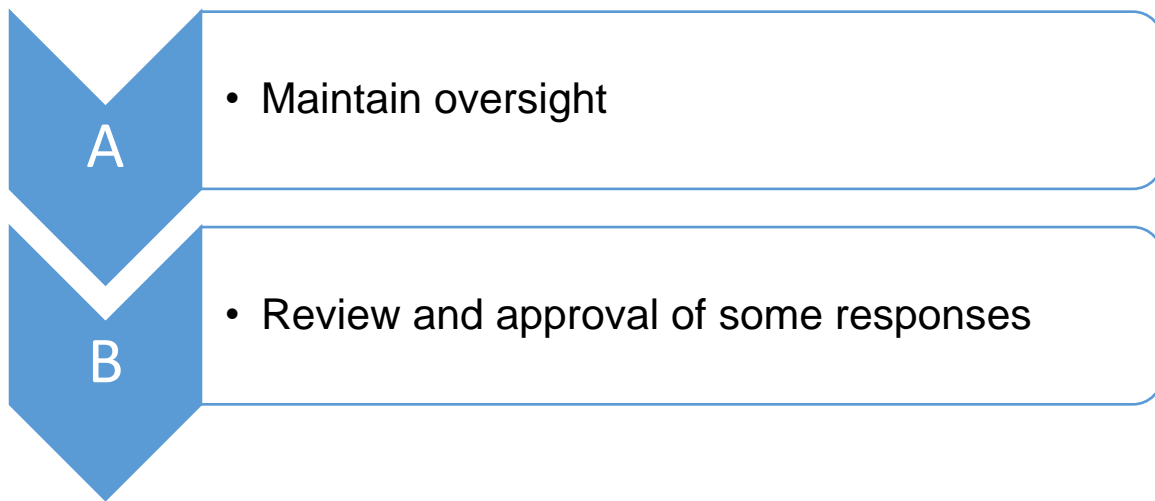 A
• Maintain oversight
B
• Review and approval of some responses